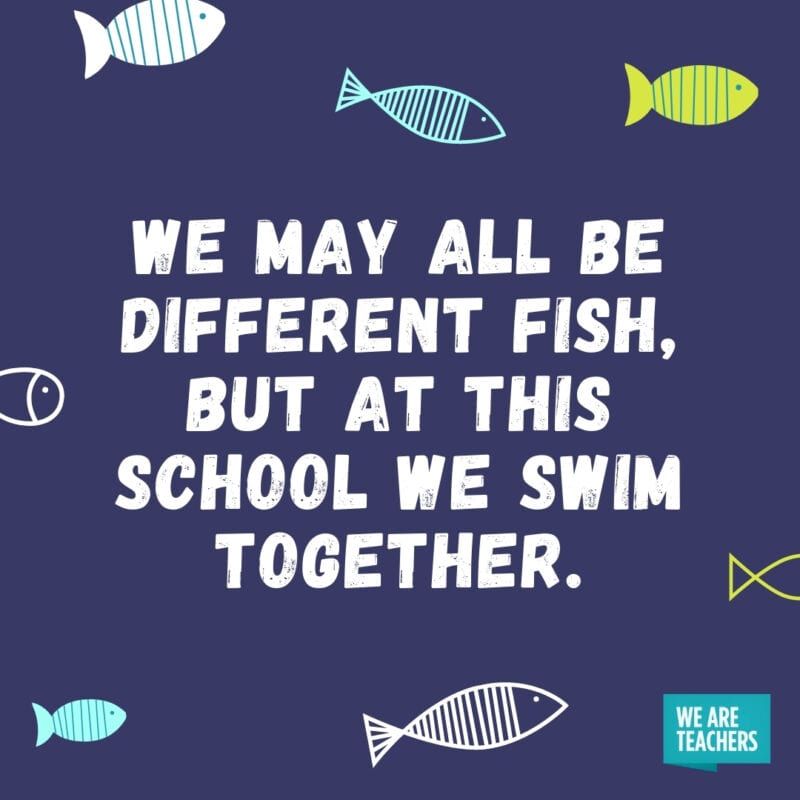 WE MAY ALL BE
DIFFERENT FISH,
BUT AT THIS
SCHOOL WE SWIM
TOGETHER.
WE ARE
TEACHERS